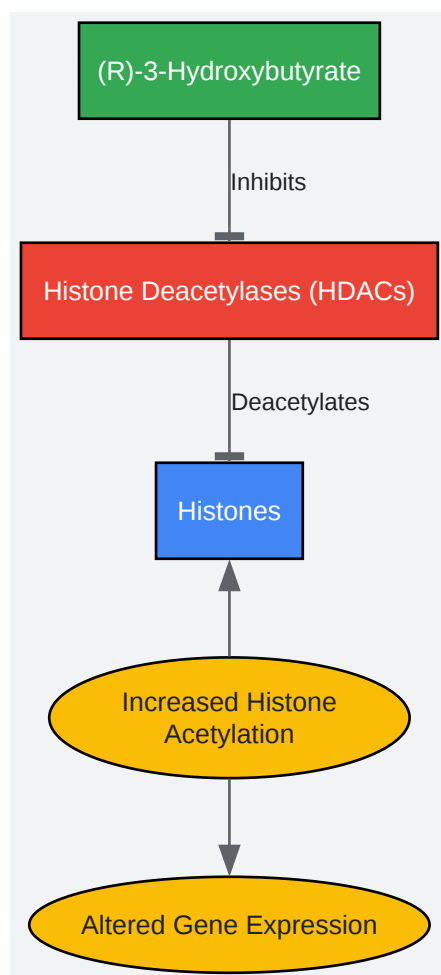 (R)-3-Hydroxybutyrate
Inhibits
Histone Deacetylases (HDACs)
Deacetylates
Histones
Increased Histone
Acetylation
Altered Gene Expression